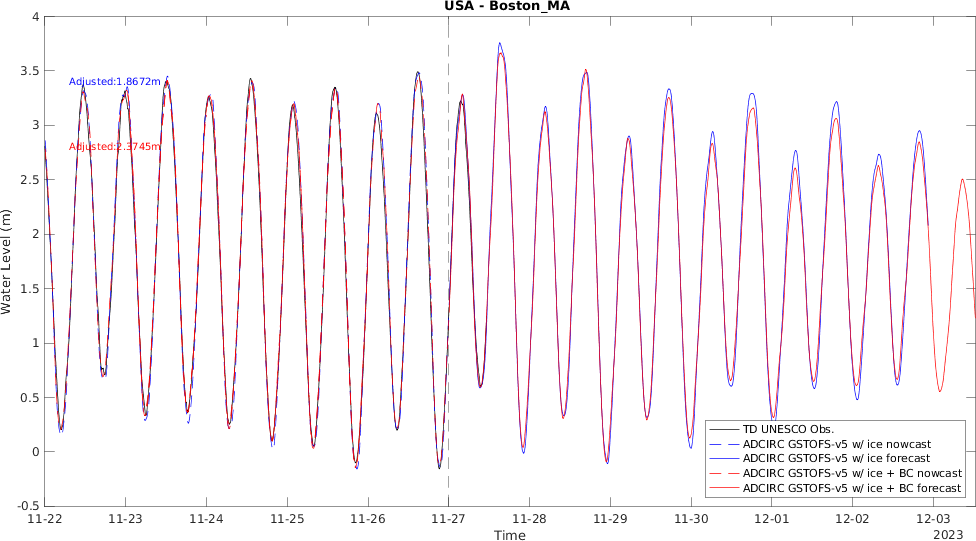 USA - Boston_MA
4
3.5
3
2.5
2
1.5
1
0.5
0
-0.5
Water Level (m)
Adjusted:1.8672m
Adjusted:2.3745m
TD UNESCO Obs.
ADCIRC GSTOFS-v5 w/ ice nowcast
ADCIRC GSTOFS-v5 w/ ice forecast
ADCIRC GSTOFS-v5 w/ ice + BC nowcast
ADCIRC GSTOFS-v5 w/ ice + BC forecast
11-22 11-23 11-24 11-25 11-26 11-27 11-28 11-29 11-30 12-01 12-02 12-03
Time 2023